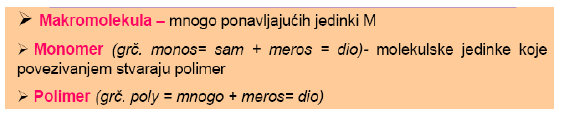 ➢ Makromolekula – mnogo ponavljajućih jedinki M
➢ Monomer (grč. monos= sam + meros = dio)- molekulske jedinke koje
povezivanjem stvaraju polimer
➢ Polimer (grč. poly = mnogo + meros= dio)